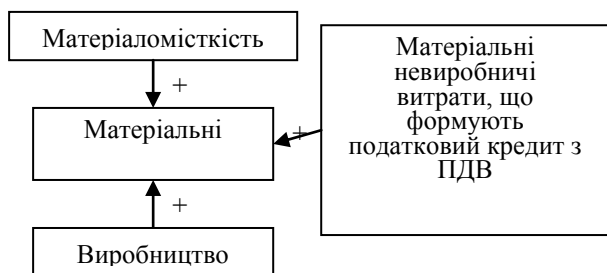 Матеріаломісткість
+
Матеріальні
+
Виробництво
Матеріальні
невиробничі
витрати, що
формують
податковий кредит з
ПДВ
+